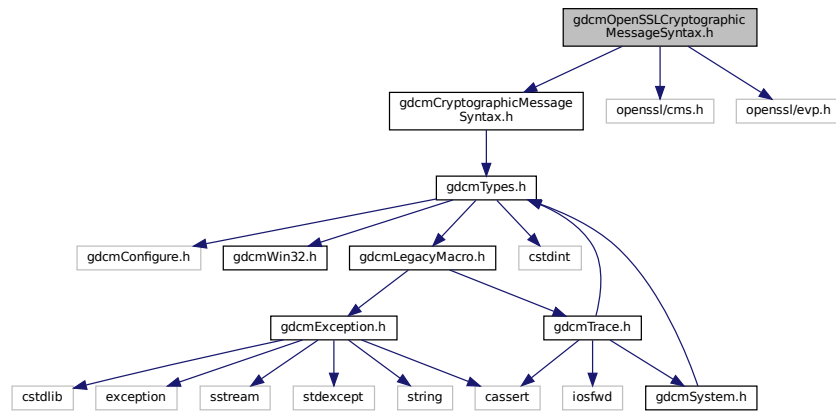 gdcmOpenSSLCryptographic
MessageSyntax.h
gdcmCryptographicMessage
Syntax.h
openssl/cms.h
openssl/evp.h
gdcmTypes.h
gdcmConfigure.h
gdcmWin32.h
gdcmLegacyMacro.h
cstdint
gdcmException.h
gdcmTrace.h
cstdlib
exception
sstream
stdexcept
string
cassert
iosfwd
gdcmSystem.h